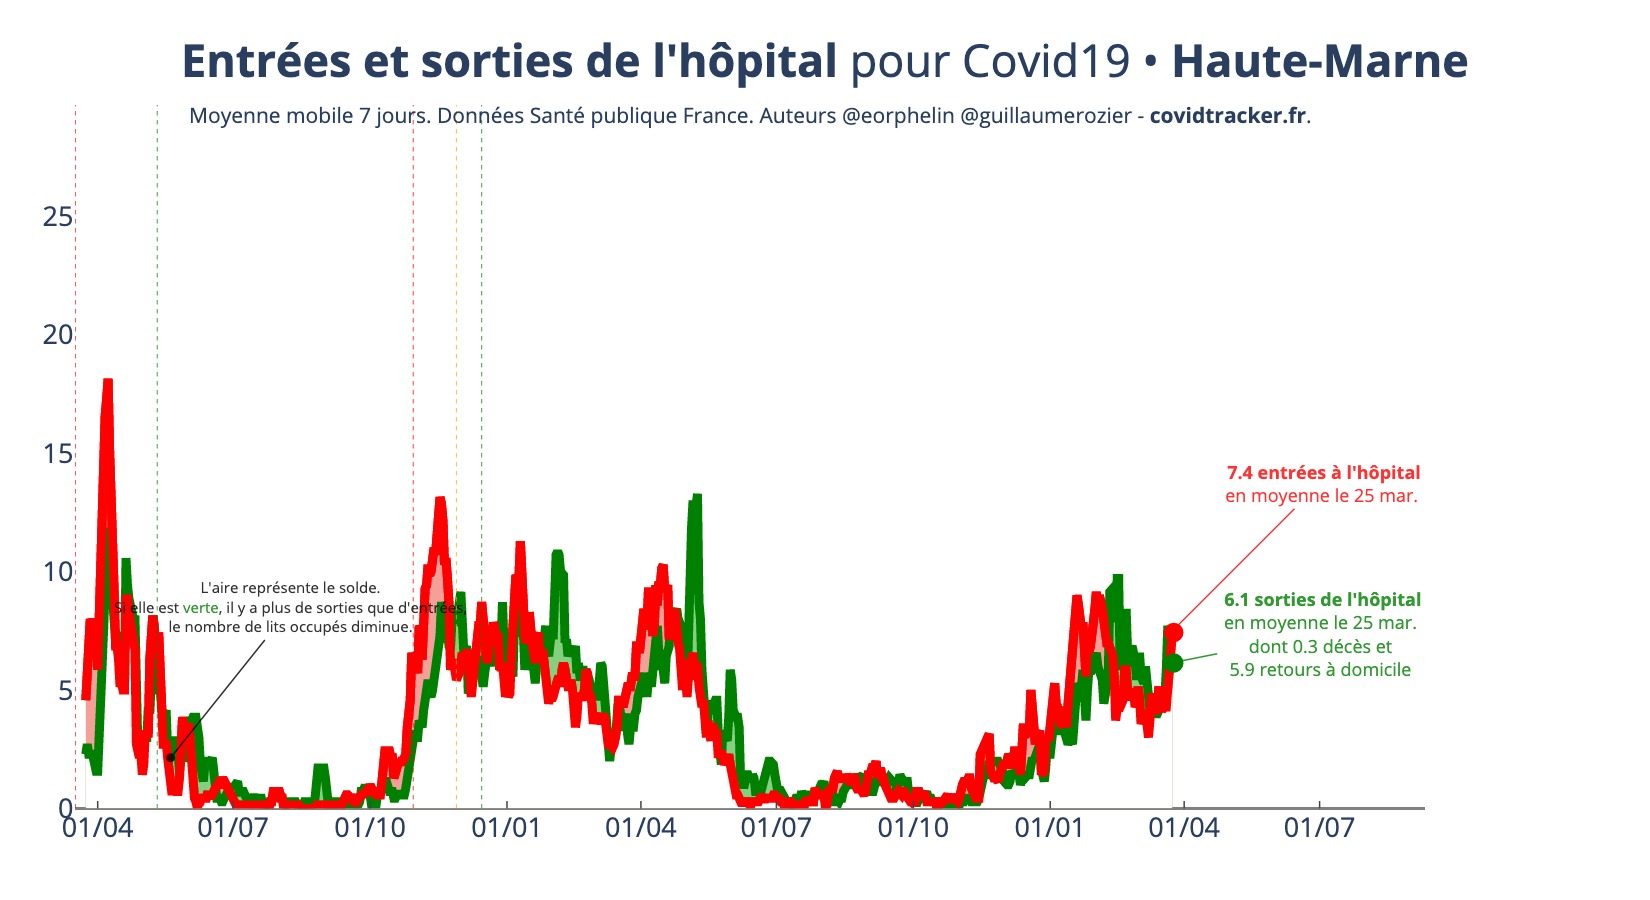 Entrées et sorties de l'hôpital pour Covid19 • Haute-Marne
Moyenne mobile 7 jours. Données Santé publique France. Auteurs @eorphelin @guillaumerozier - covidtracker.fr.
25
20
15
10
5
0
L'aire représente le solde.
Si elle est verte, il y a plus de sorties que d'entrées,
le nombre de lits occupés diminue.
7.4 entrées à l'hôpital
en moyenne le 25 mar.
6.1 sorties de l'hôpital
en moyenne le 25 mar.
dont 0.3 décès et
5.9 retours à domicile
01/04 01/07 01/10 01/01 01/04 01/07 01/10 01/01 01/04 01/07